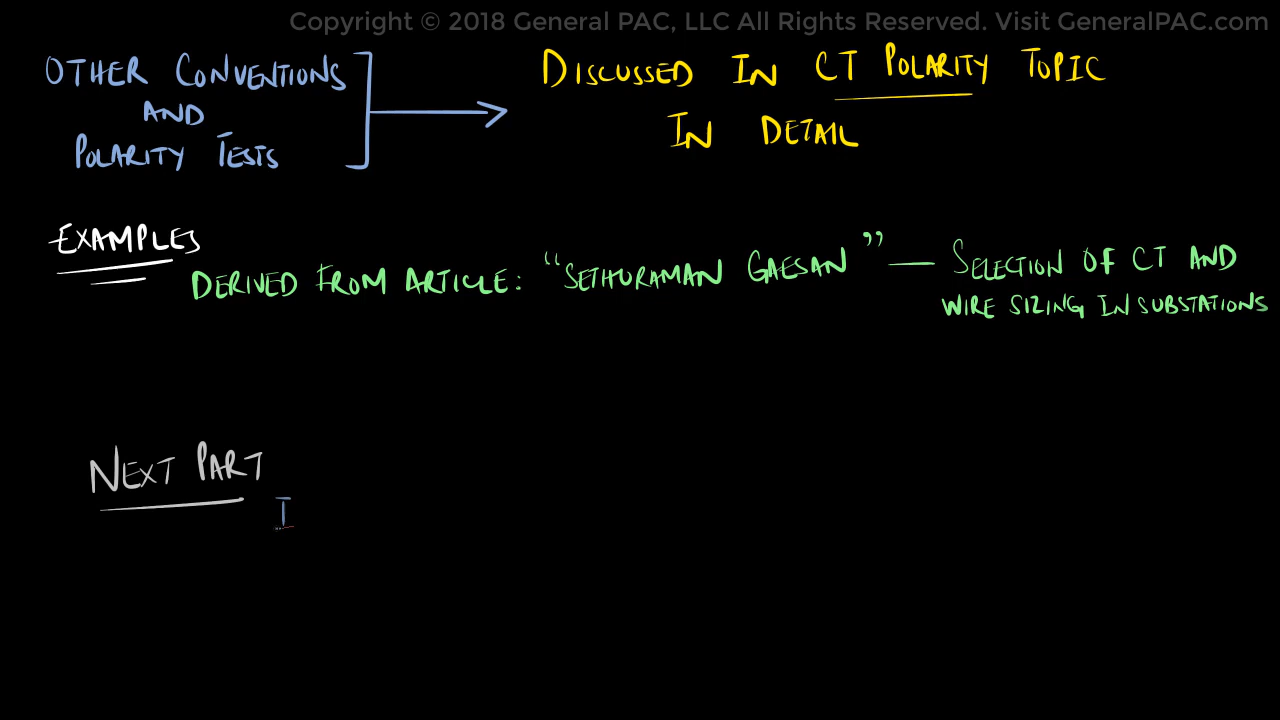 Copyright © 2018 General PAC, LLC All Rights Reserved. Visit GeneralPAC.com
OTHER CONVENTIONS
AND
POLARITY TESTS
DISCUSSED IN CT POLARITY TOPIC
IN DETAIL
EXAMPLES
DERIVED FROM ARTICLE: "SETHURAMAN GAESAN" — SELECTION OF CT AND
WIRE SIZING IN SUBSTATIONS
NEXT PART
I